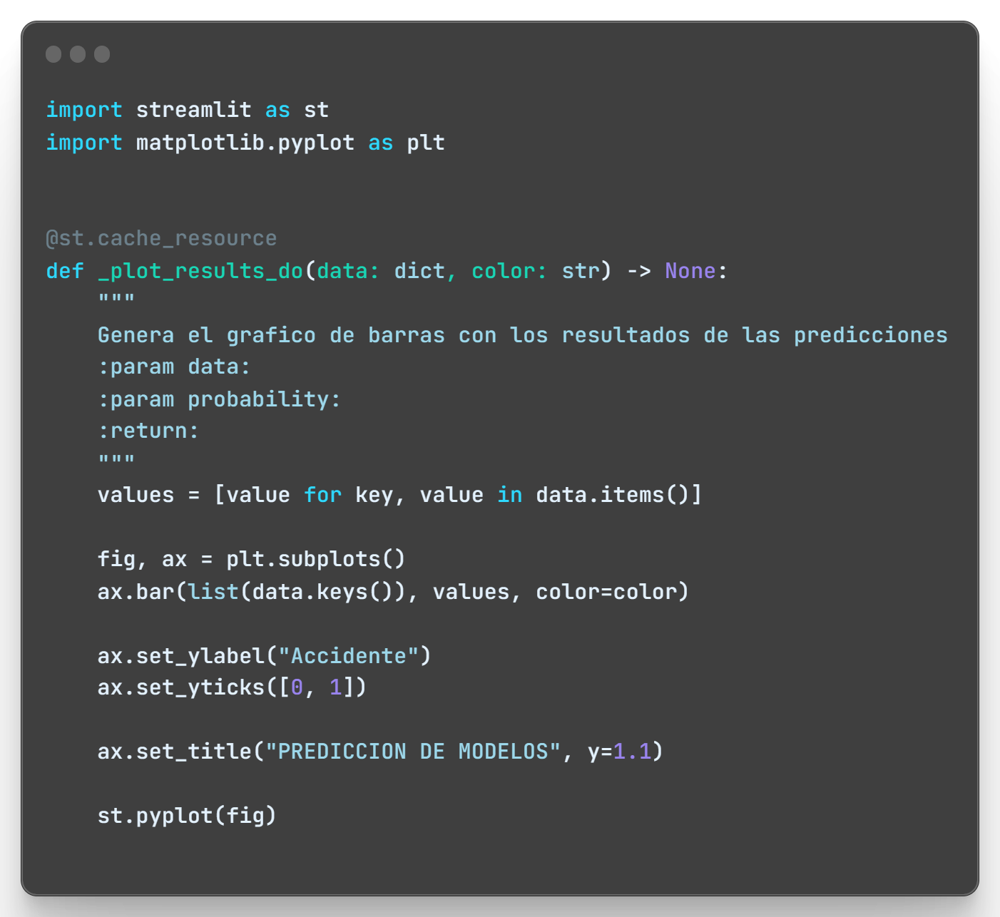 import streamlit as st
import matplotlib.pyplot as plt
@st.cache_resource
def _plot_results_do(data: dict, color: str) -> None:
    """
    Genera el grafico de barras con los resultados de las predicciones
    :param data:
    :param probability:
    :return:
    """
    values = [value for key, value in data.items()]
    fig, ax = plt.subplots()
    ax.bar(list(data.keys()), values, color=color)
    ax.set_ylabel("Accidente")
    ax.set_yticks([0, 1])
    ax.set_title("PREDICCION DE MODELOS", y=1.1)
    st.pyplot(fig)